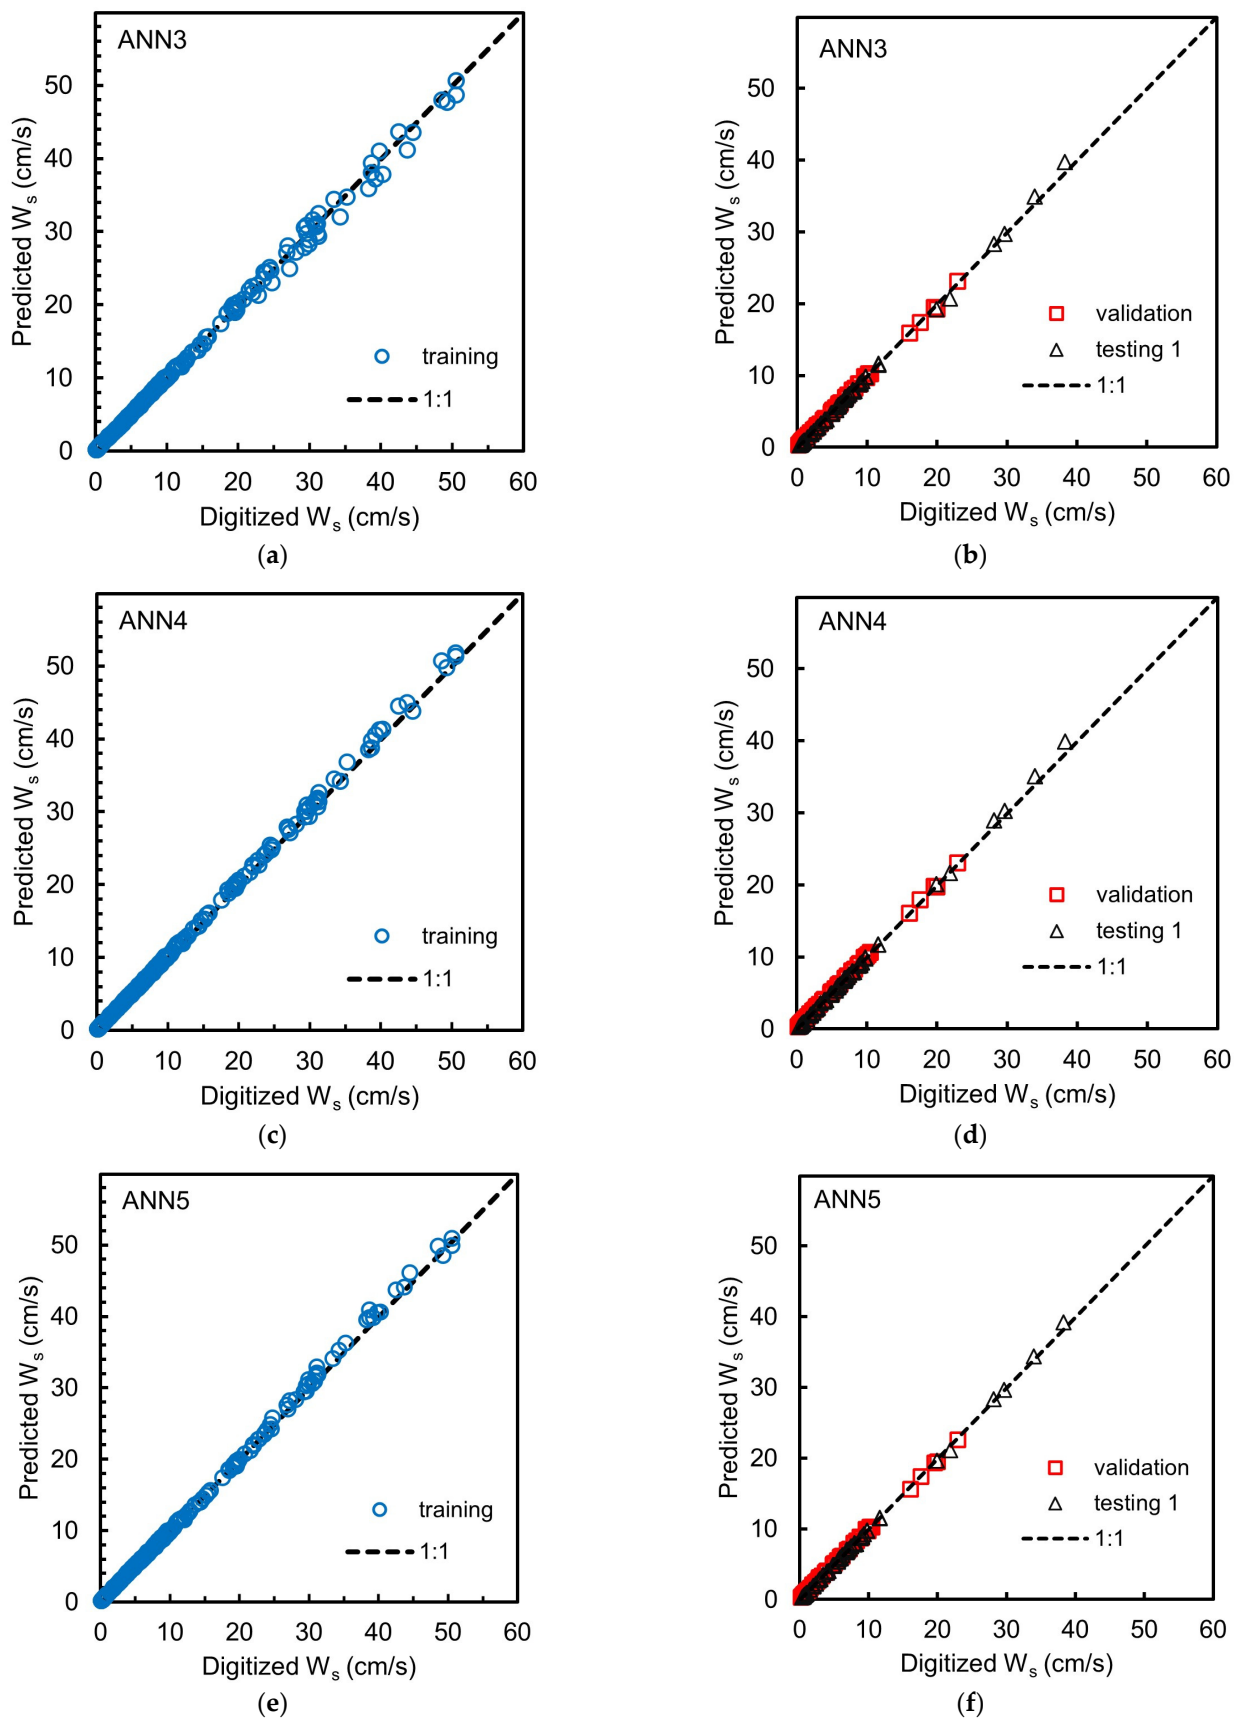 ANN3
Predicted Ws (cm/s)
50
40
30
20
10
0
training
1:1
0 10 20 30 40 50 60
Digitized Ws (cm/s)
(a)
ANN3
Predicted Ws (cm/s)
50
40
30
20
10
0
validation
testing 1
1:1
0 10 20 30 40 50 60
Digitized Ws (cm/s)
(b)
ANN4
Predicted Ws (cm/s)
50
40
30
20
10
0
training
1:1
0 10 20 30 40 50 60
Digitized Ws (cm/s)
(c)
ANN4
Predicted Ws (cm/s)
50
40
30
20
10
0
validation
testing 1
1:1
0 10 20 30 40 50 60
Digitized Ws (cm/s)
(d)
ANN5
Predicted Ws (cm/s)
50
40
30
20
10
0
training
1:1
0 10 20 30 40 50 60
Digitized Ws (cm/s)
(e)
ANN5
Predicted Ws (cm/s)
50
40
30
20
10
0
validation
testing 1
1:1
0 10 20 30 40 50 60
Digitized Ws (cm/s)
(f)